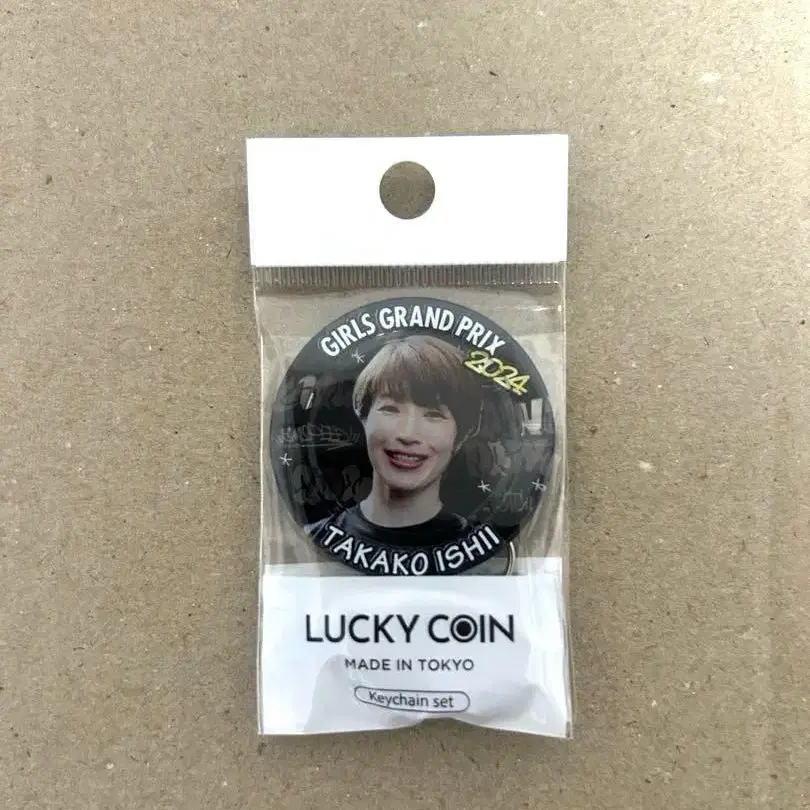 GIRLS GRAND PRIX
2024
TAKAKO ISHII
LUCKY COIN
MADE IN TOKYO
Keychain set